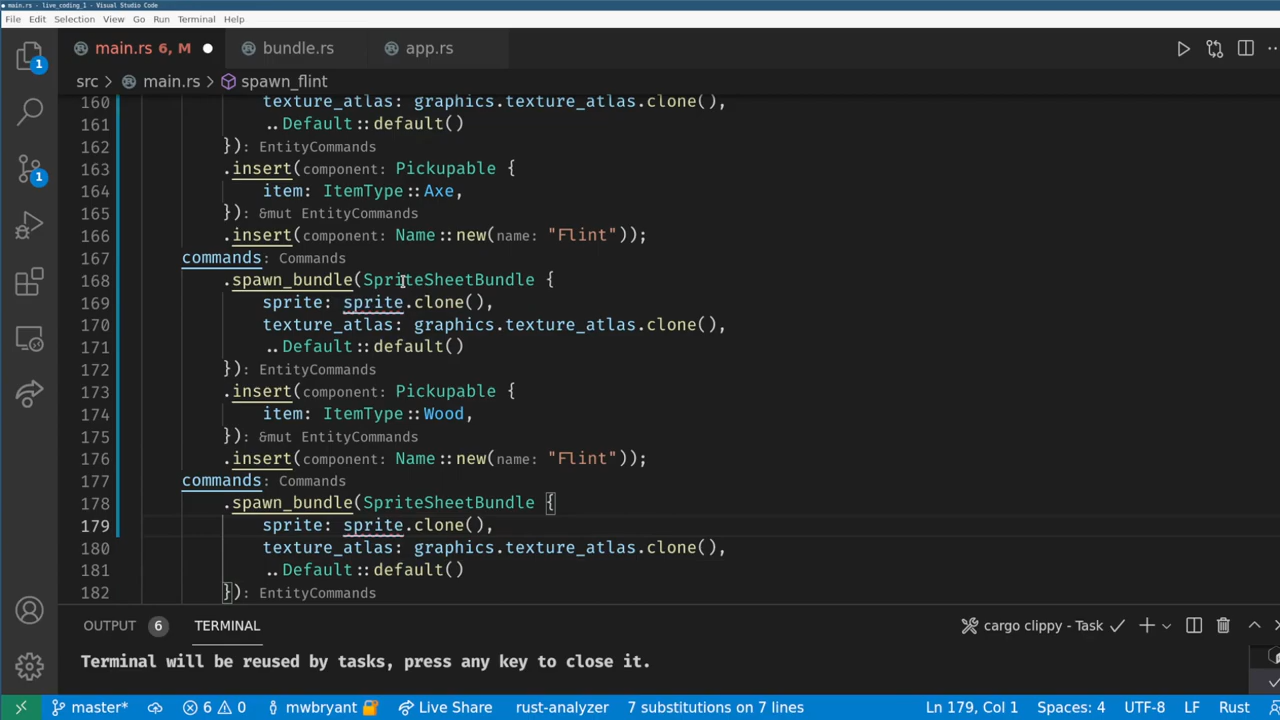 main.rs - live_coding_1 - Visual Studio Code
File Edit Selection View Go Run Terminal Help
main.rs 6, M bundle.rs app.rs
src > main.rs > spawn_flint
160 texture_atlas: graphics.texture_atlas.clone(),
161 ..Default::default()
162 }): EntityCommands
163 .insert(component: Pickupable {
164 item: ItemType::Axe,
165 }): &mut EntityCommands
166 .insert(component: Name::new(name: "Flint"));
167 commands: Commands
168 .spawn_bundle(SpriteSheetBundle {
169 sprite: sprite.clone(),
170 texture_atlas: graphics.texture_atlas.clone(),
171 ..Default::default()
172 }): EntityCommands
173 .insert(component: Pickupable {
174 item: ItemType::Wood,
175 }): &mut EntityCommands
176 .insert(component: Name::new(name: "Flint"));
177 commands: Commands
178 .spawn_bundle(SpriteSheetBundle {
179 sprite: sprite.clone(),
180 texture_atlas: graphics.texture_atlas.clone(),
181 ..Default::default()
182 }): EntityCommands
1
1
OUTPUT 6 TERMINAL cargo clippy - Task
Terminal will be reused by tasks, press any key to close it.
master* 6 0 mwbryant Live Share rust-analyzer 7 substitutions on 7 lines Ln 179, Col 1 Spaces: 4 UTF-8 LF Rust